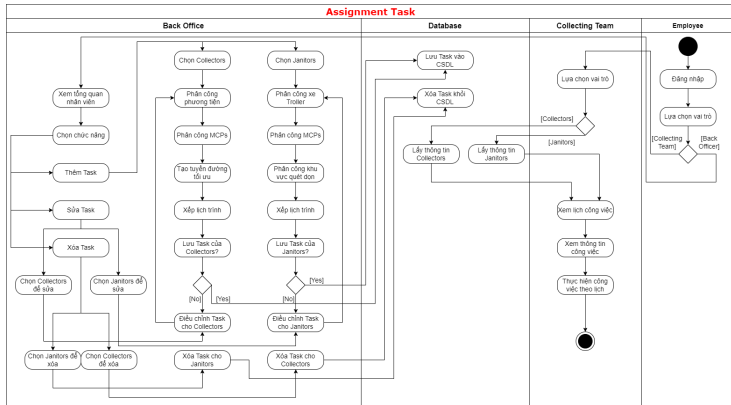 Assignment Task
Back Office
Database
Collecting Team
Employee
Chọn Collectors
Chọn Janitors
Lưu Task vào
CSDL
Lựa chọn vai trò
Đăng nhập
Xem tổng quan
nhân viên
Phân công
phương tiện
Phân công xe
Troller
Xóa Task khỏi
CSDL
Lựa chọn vai trò
[Collectors]
Chọn chức năng
Phân công MCPs
Phân công MCPs
[Janitors]
[Collecting
Team]
[Back
Officer]
Lấy thông tin
Collectors
Lấy thông tin
Janitors
Thêm Task
Tạo tuyến đường
tối ưu
Phân công khu
vực quét dọn
Sửa Task
Xếp lịch trình
Xếp lịch trình
Xem lịch công việc
Xóa Task
Lưu Task của
Collectors?
Lưu Task của
Janitors?
Xem thông tin
công việc
[Yes]
Chọn Collectors
để sửa
Chọn Janitors để
sửa
Thực hiện công
việc theo lịch
[No]
[Yes]
[No]
Điều chỉnh Task
cho Collectors
Điều chỉnh Task
cho Janitors
Chọn Janitors để
xóa
Chọn Collectors
để xóa
Xóa Task cho
Janitors
Xóa Task cho
Collectors